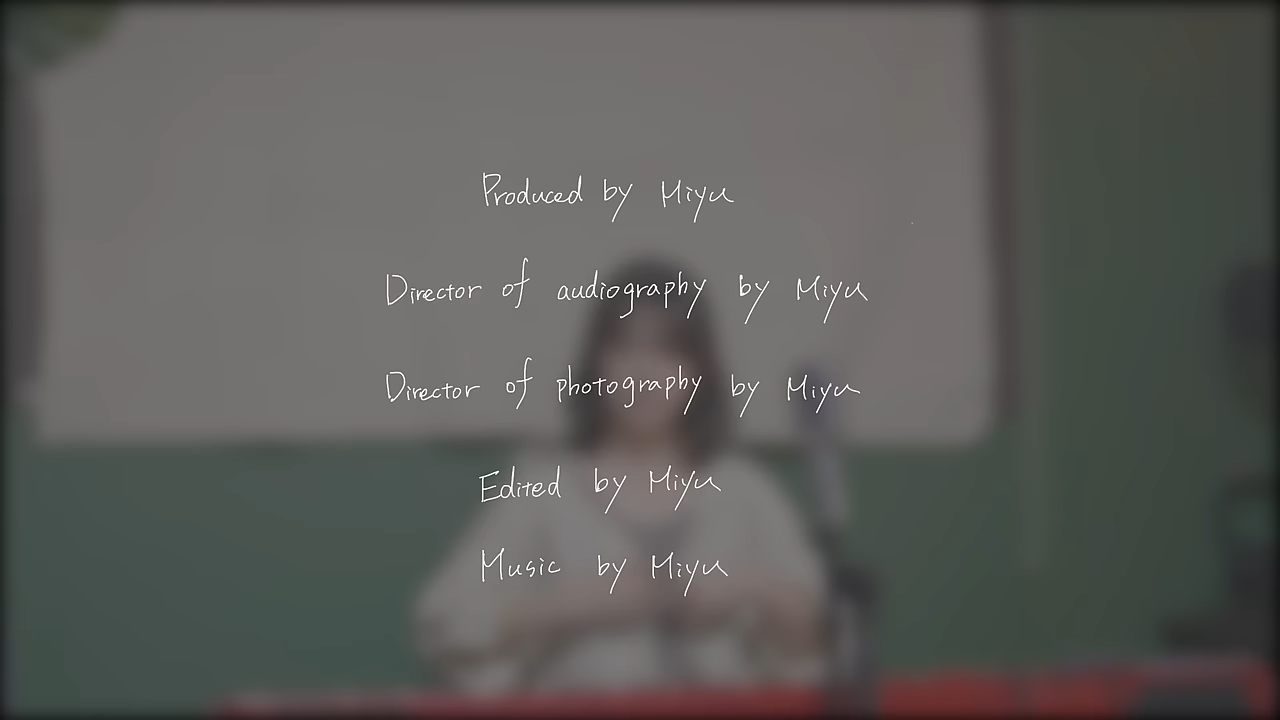 Produced by Miyu
Director of audiography by Miyu
Director of photography by Miyu
Edited by Miyu
Music by Miyu